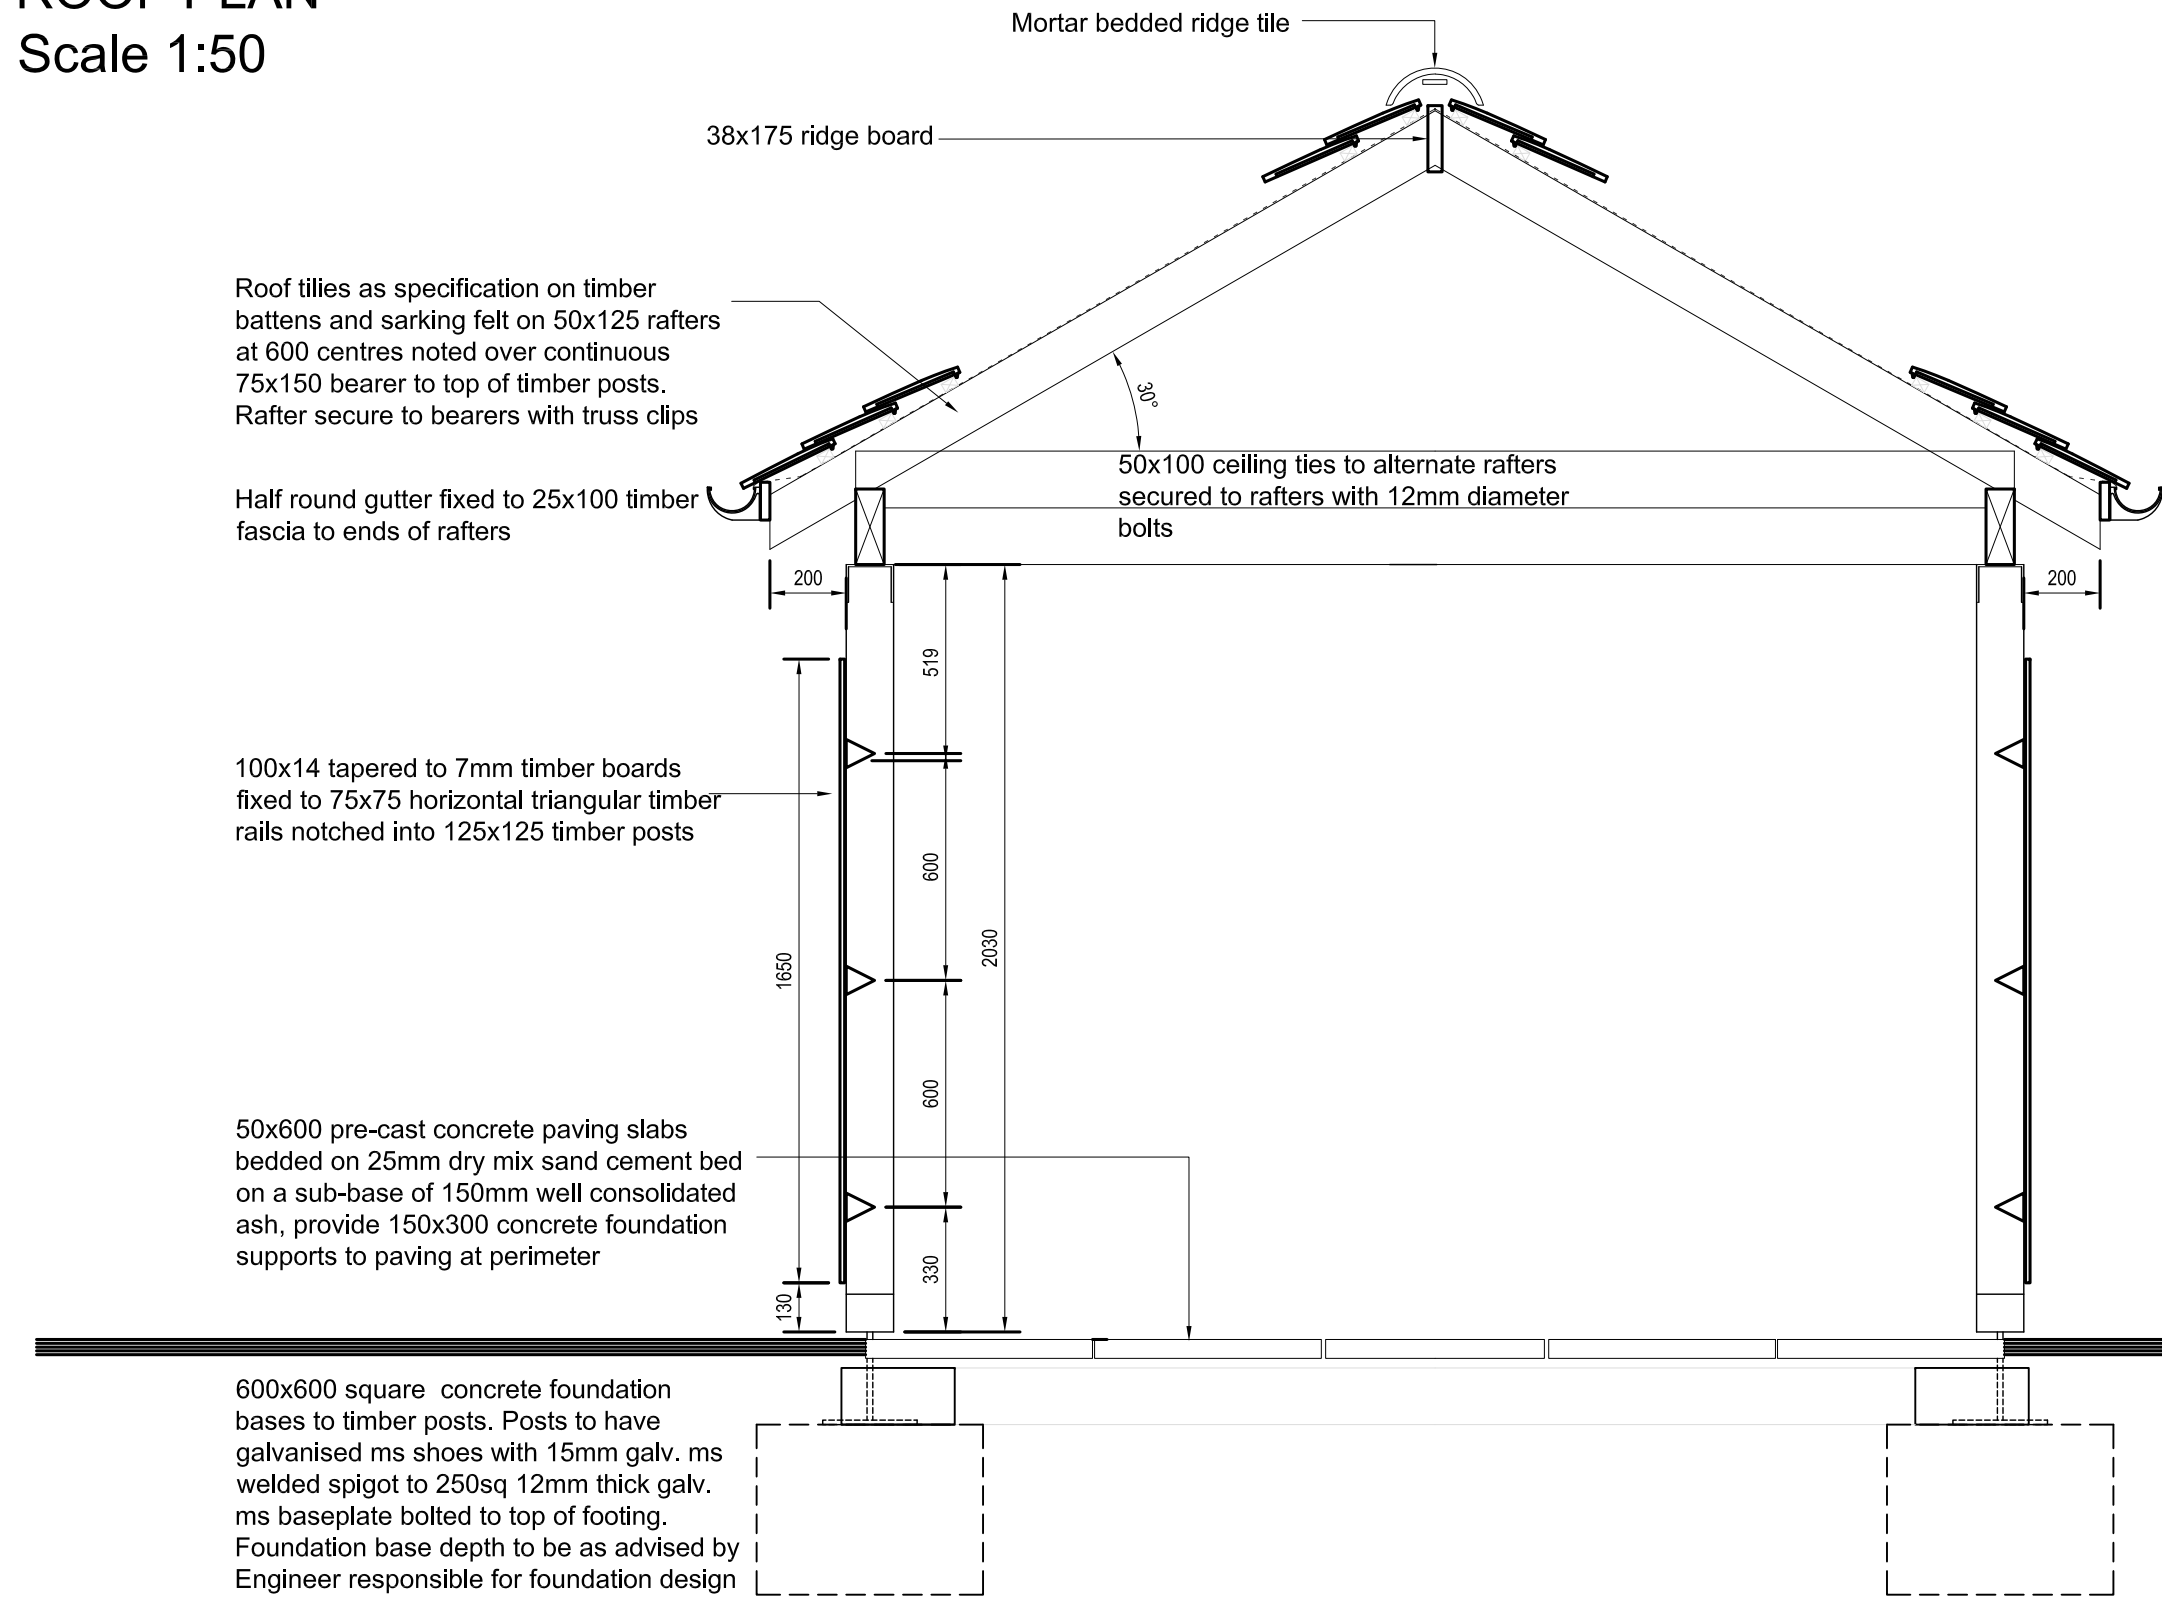 Scale 1:50
Mortar bedded ridge tile
38x175 ridge board
Roof tilies as specification on timber
battens and sarking felt on 50x125 rafters
at 600 centres noted over continuous
75x150 bearer to top of timber posts.
Rafter secure to bearers with truss clips
30°
50x100 ceiling ties to alternate rafters
secured to rafters with 12mm diameter
bolts
Half round gutter fixed to 25x100 timber
fascia to ends of rafters
200
200
519
100x14 tapered to 7mm timber boards
fixed to 75x75 horizontal triangular timber
rails notched into 125x125 timber posts
600
1650
2030
600
50x600 pre-cast concrete paving slabs
bedded on 25mm dry mix sand cement bed
on a sub-base of 150mm well consolidated
ash, provide 150x300 concrete foundation
supports to paving at perimeter
330
130
600x600 square concrete foundation
bases to timber posts. Posts to have
galvanised ms shoes with 15mm galv. ms
welded spigot to 250sq 12mm thick galv.
ms baseplate bolted to top of footing.
Foundation base depth to be as advised by
Engineer responsible for foundation design